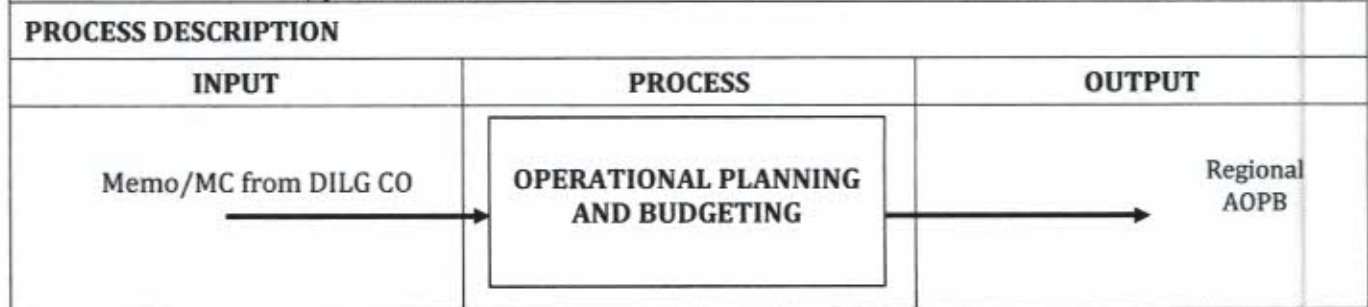 PROCESS DESCRIPTION
INPUT
PROCESS
OUTPUT
Memo/MC from DILG CO
OPERATIONAL PLANNING
AND BUDGETING
Regional
AOPB